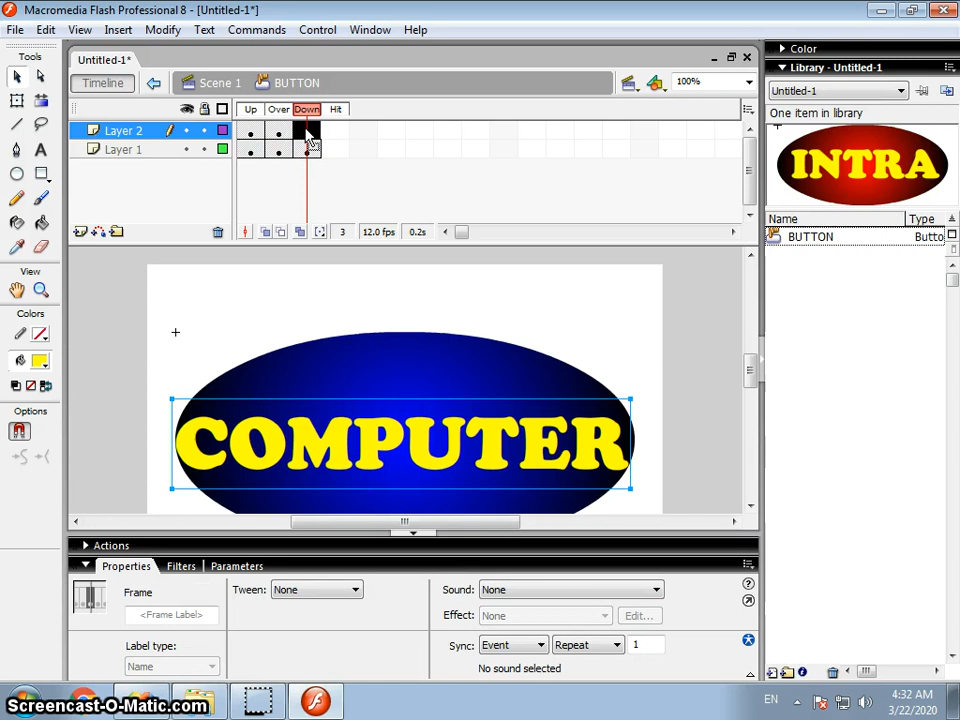 Macromedia Flash Professional 8 - [Untitled-1*]
File Edit View Insert Modify Text Commands Control Window Help
Tools
View
Colors
Options
Untitled-1*
Timeline Scene 1 BUTTON 100%
Up Over Down Hit
Layer 2
Layer 1
3 12.0 fps 0.2s
COMPUTER
Actions
Properties Filters Parameters
Frame Tween: None Sound: None
<Frame Label> Effect: None Edit...
Label type: Sync: Event Repeat 1
Name No sound selected
Color
Library - Untitled-1
Untitled-1
One item in library
INTRA
Name Type
BUTTON Butto
Screencast-O-Matic.com
EN 4:32 AM
3/22/2020